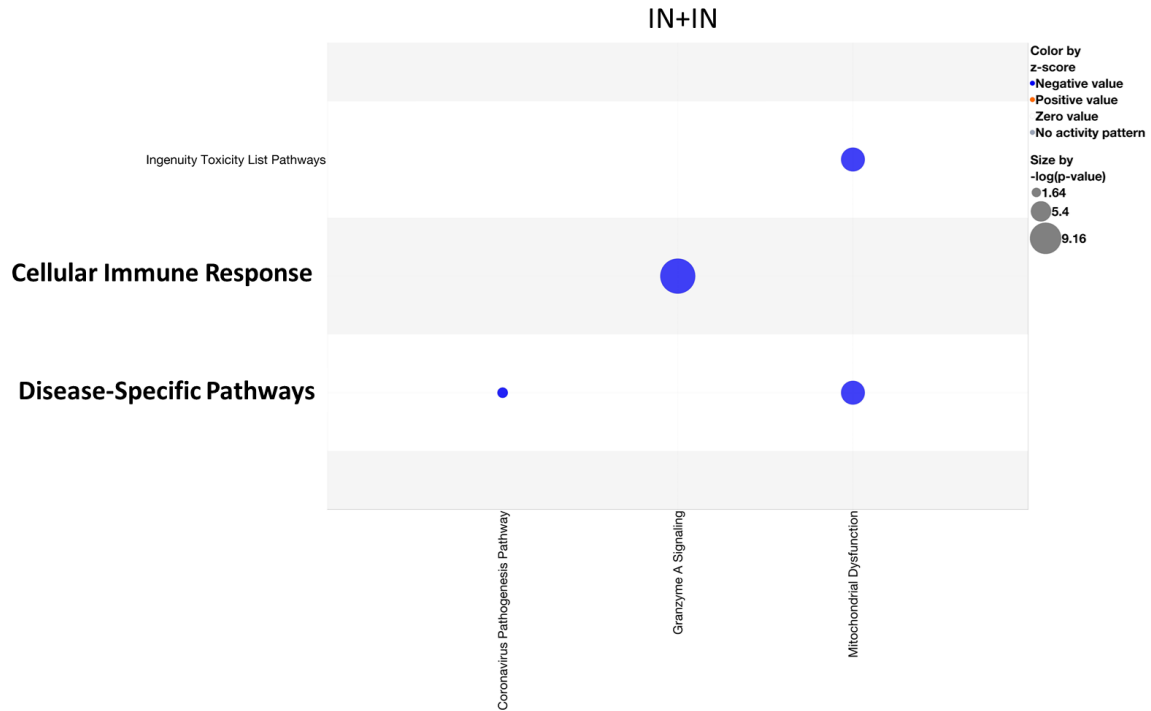 IN+IN
Color by
z-score
Negative value
Positive value
Zero value
No activity pattern
Size by
-log(p-value)
1.64
5.4
9.16
Ingenuity Toxicity List Pathways
Cellular Immune Response
Disease-Specific Pathways
Coronavirus Pathogenesis Pathway
Granzyme A Signaling
Mitochondrial Dysfunction